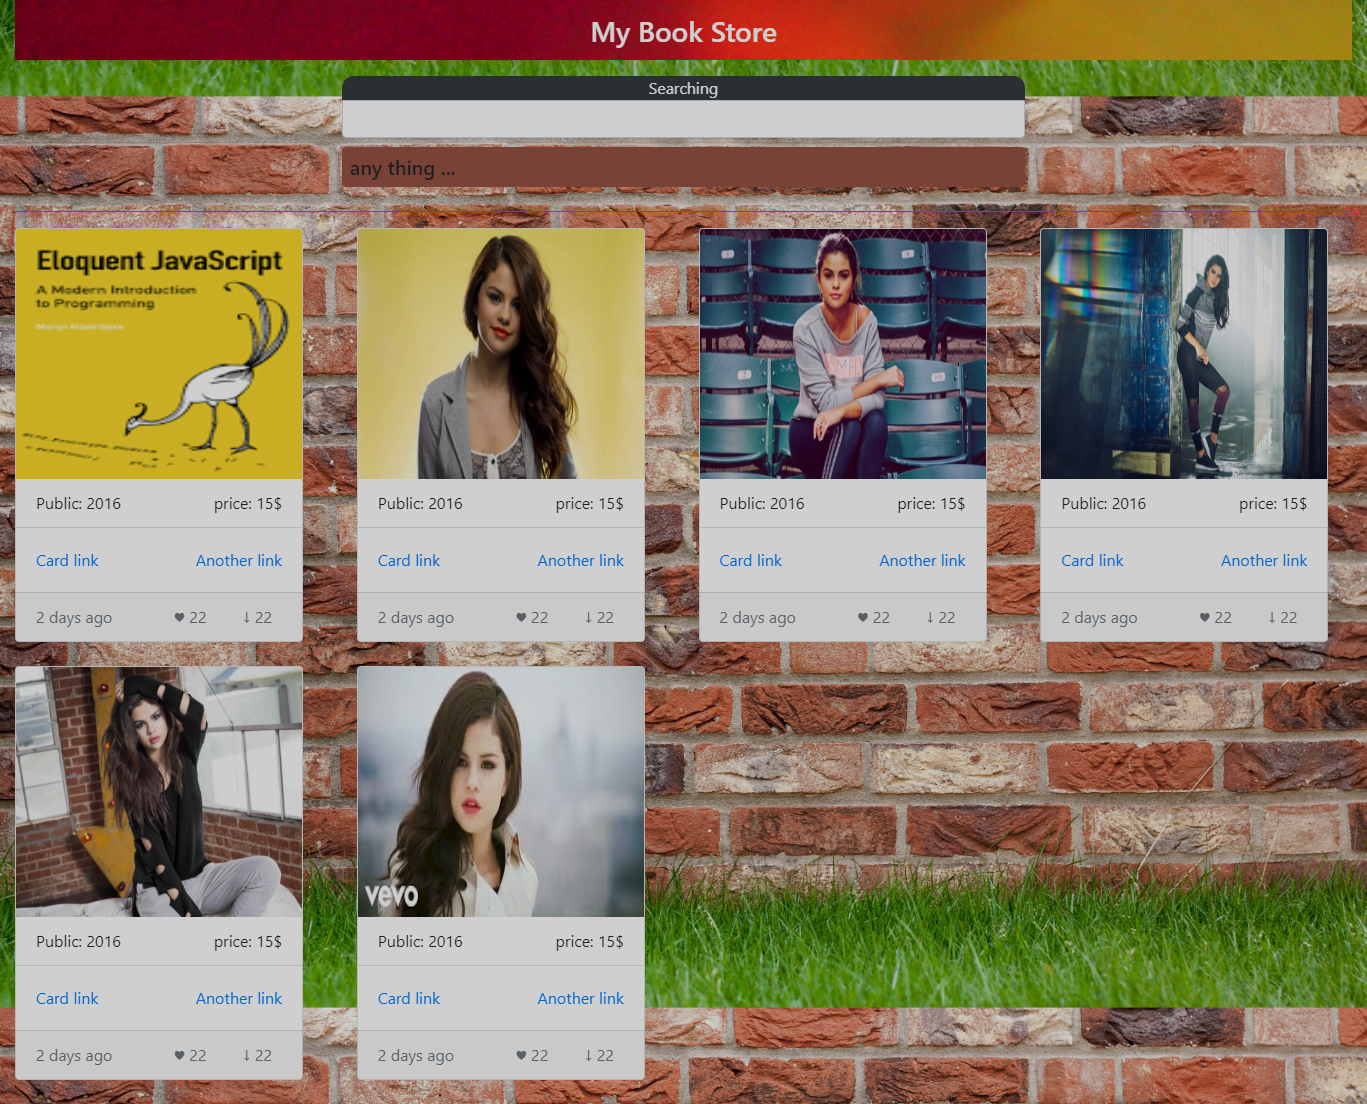 My Book Store
Searching
any thing ...
Eloquent JavaScript
A Modern Introduction
to Programming
Marijn Haverbeke
Public: 2016 price: 15$
Card link Another link
2 days ago ♥ 22 ↓ 22
Public: 2016 price: 15$
Card link Another link
2 days ago ♥ 22 ↓ 22
Public: 2016 price: 15$
Card link Another link
2 days ago ♥ 22 ↓ 22
Public: 2016 price: 15$
Card link Another link
2 days ago ♥ 22 ↓ 22
Public: 2016 price: 15$
Card link Another link
2 days ago ♥ 22 ↓ 22
vevo
Public: 2016 price: 15$
Card link Another link
2 days ago ♥ 22 ↓ 22